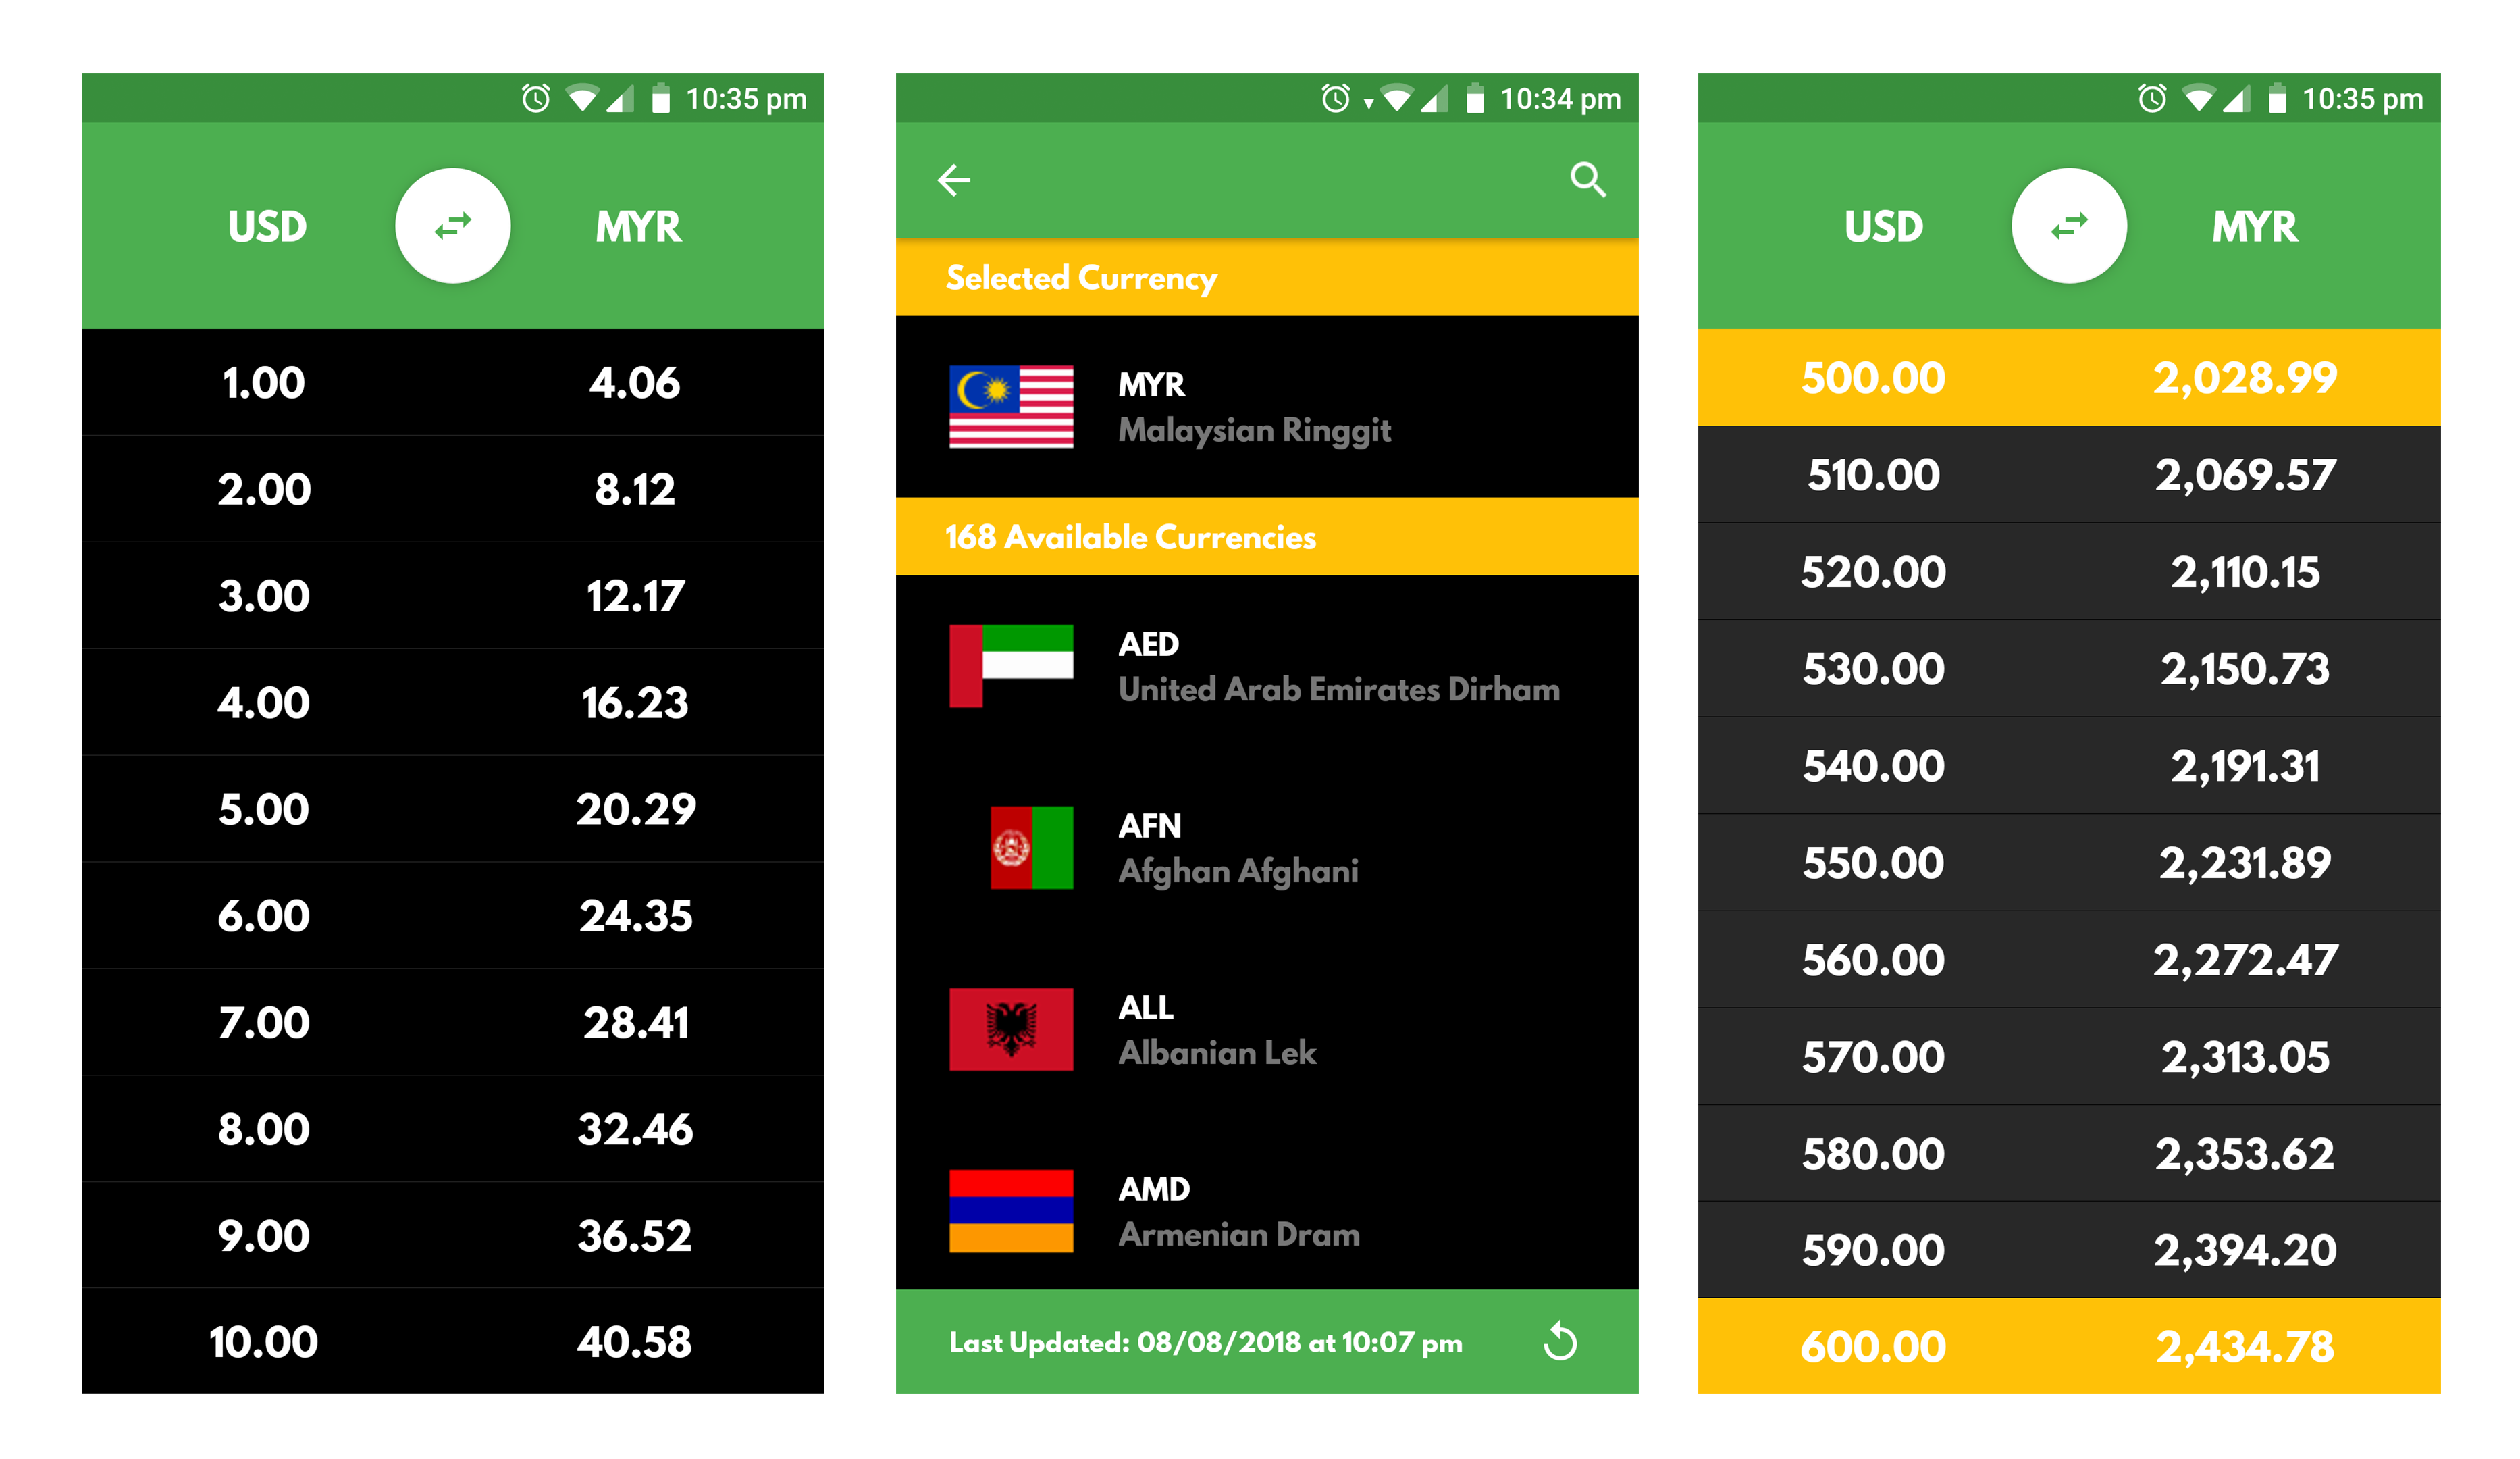 10:35 pm
USD MYR
1.00 4.06
2.00 8.12
3.00 12.17
4.00 16.23
5.00 20.29
6.00 24.35
7.00 28.41
8.00 32.46
9.00 36.52
10.00 40.58
10:34 pm
Selected Currency
MYR
Malaysian Ringgit
168 Available Currencies
AED
United Arab Emirates Dirham
AFN
Afghan Afghani
ALL
Albanian Lek
AMD
Armenian Dram
Last Updated: 08/08/2018 at 10:07 pm
10:35 pm
USD MYR
500.00 2,028.99
510.00 2,069.57
520.00 2,110.15
530.00 2,150.73
540.00 2,191.31
550.00 2,231.89
560.00 2,272.47
570.00 2,313.05
580.00 2,353.62
590.00 2,394.20
600.00 2,434.78